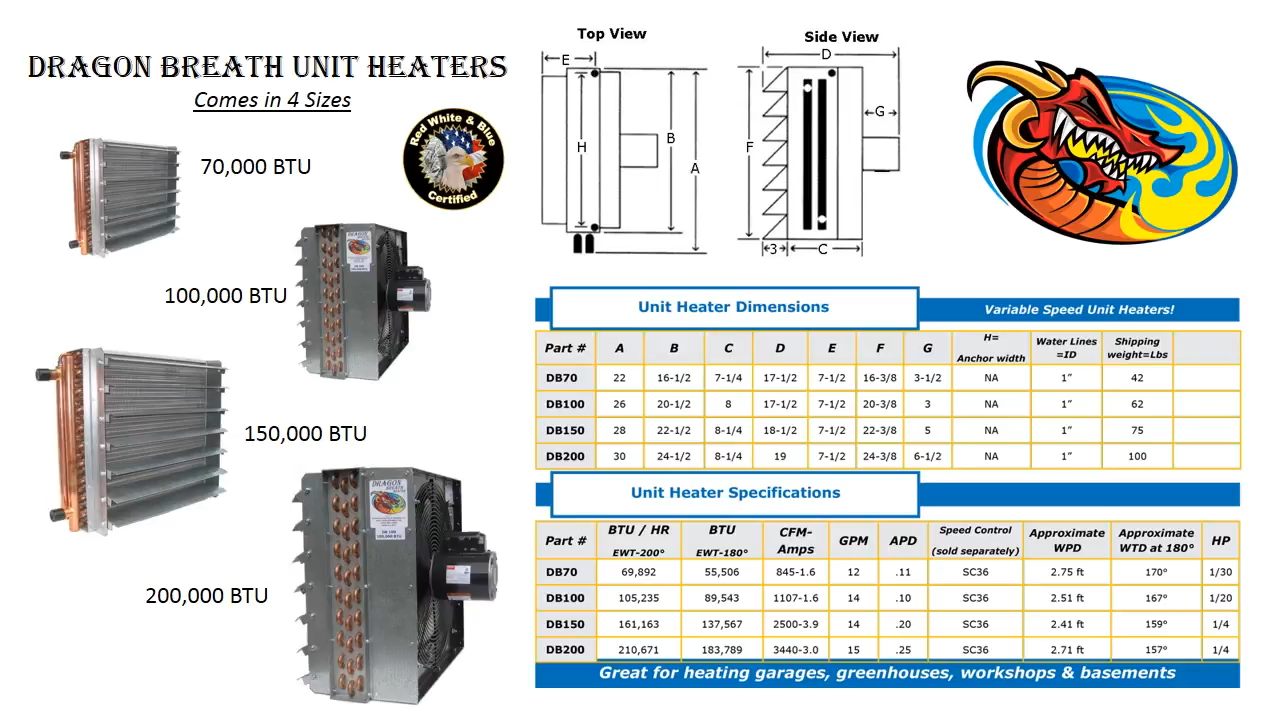 DRAGON BREATH UNIT HEATERS
Comes in 4 Sizes
Red White & Blue
Certified
70,000 BTU
100,000 BTU
150,000 BTU
200,000 BTU
DRAGON
BREATH
Top View
E
H
B
A
Side View
D
G
F
3
C
Unit Heater Dimensions
Variable Speed Unit Heaters!
Part # A B C D E F G H= Anchor width Water Lines =ID Shipping weight=Lbs
DB70 22 16-1/2 7-1/4 17-1/2 7-1/2 16-3/8 3-1/2 NA 1” 42
DB100 26 20-1/2 8 17-1/2 7-1/2 20-3/8 3 NA 1” 62
DB150 28 22-1/2 8-1/4 18-1/2 7-1/2 22-3/8 5 NA 1” 75
DB200 30 24-1/2 8-1/4 19 7-1/2 24-3/8 6-1/2 NA 1” 100
Unit Heater Specifications
Part # BTU / HR EWT-200° BTU EWT-180° CFM-Amps GPM APD Speed Control (sold separately) Approximate WPD Approximate WTD at 180° HP
DB70 69,892 55,506 845-1.6 12 .11 SC36 2.75 ft 170° 1/30
DB100 105,235 89,543 1107-1.6 14 .10 SC36 2.51 ft 167° 1/20
DB150 161,163 137,567 2500-3.9 14 .20 SC36 2.41 ft 159° 1/4
DB200 210,671 183,789 3440-3.0 15 .25 SC36 2.71 ft 157° 1/4
Great for heating garages, greenhouses, workshops & basements